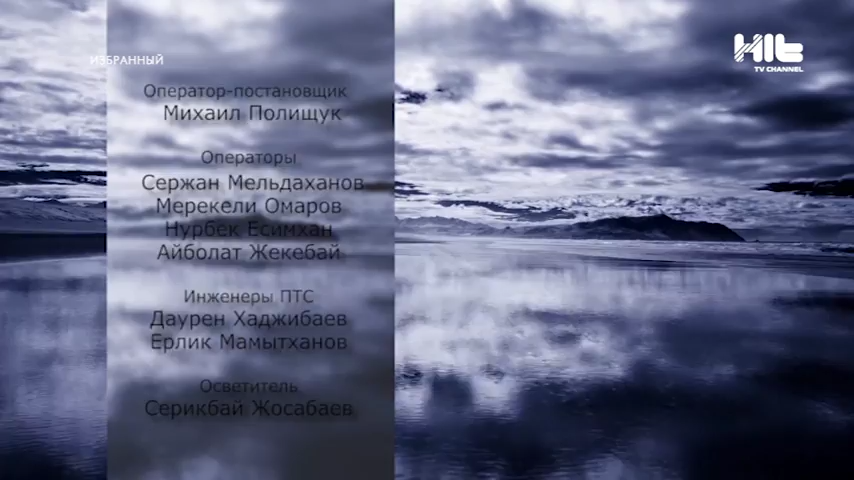 ИЗБРАННЫЙ
Hit
TV CHANNEL
Оператор-постановщик
Михаил Полищук
Операторы
Сержан Мельдаханов
Мерекели Омаров
Нурбек Есимхан
Айболат Жекебай
Инженеры ПТС
Даурен Хаджибаев
Ерлик Мамытханов
Осветитель
Серикбай Жосабаев